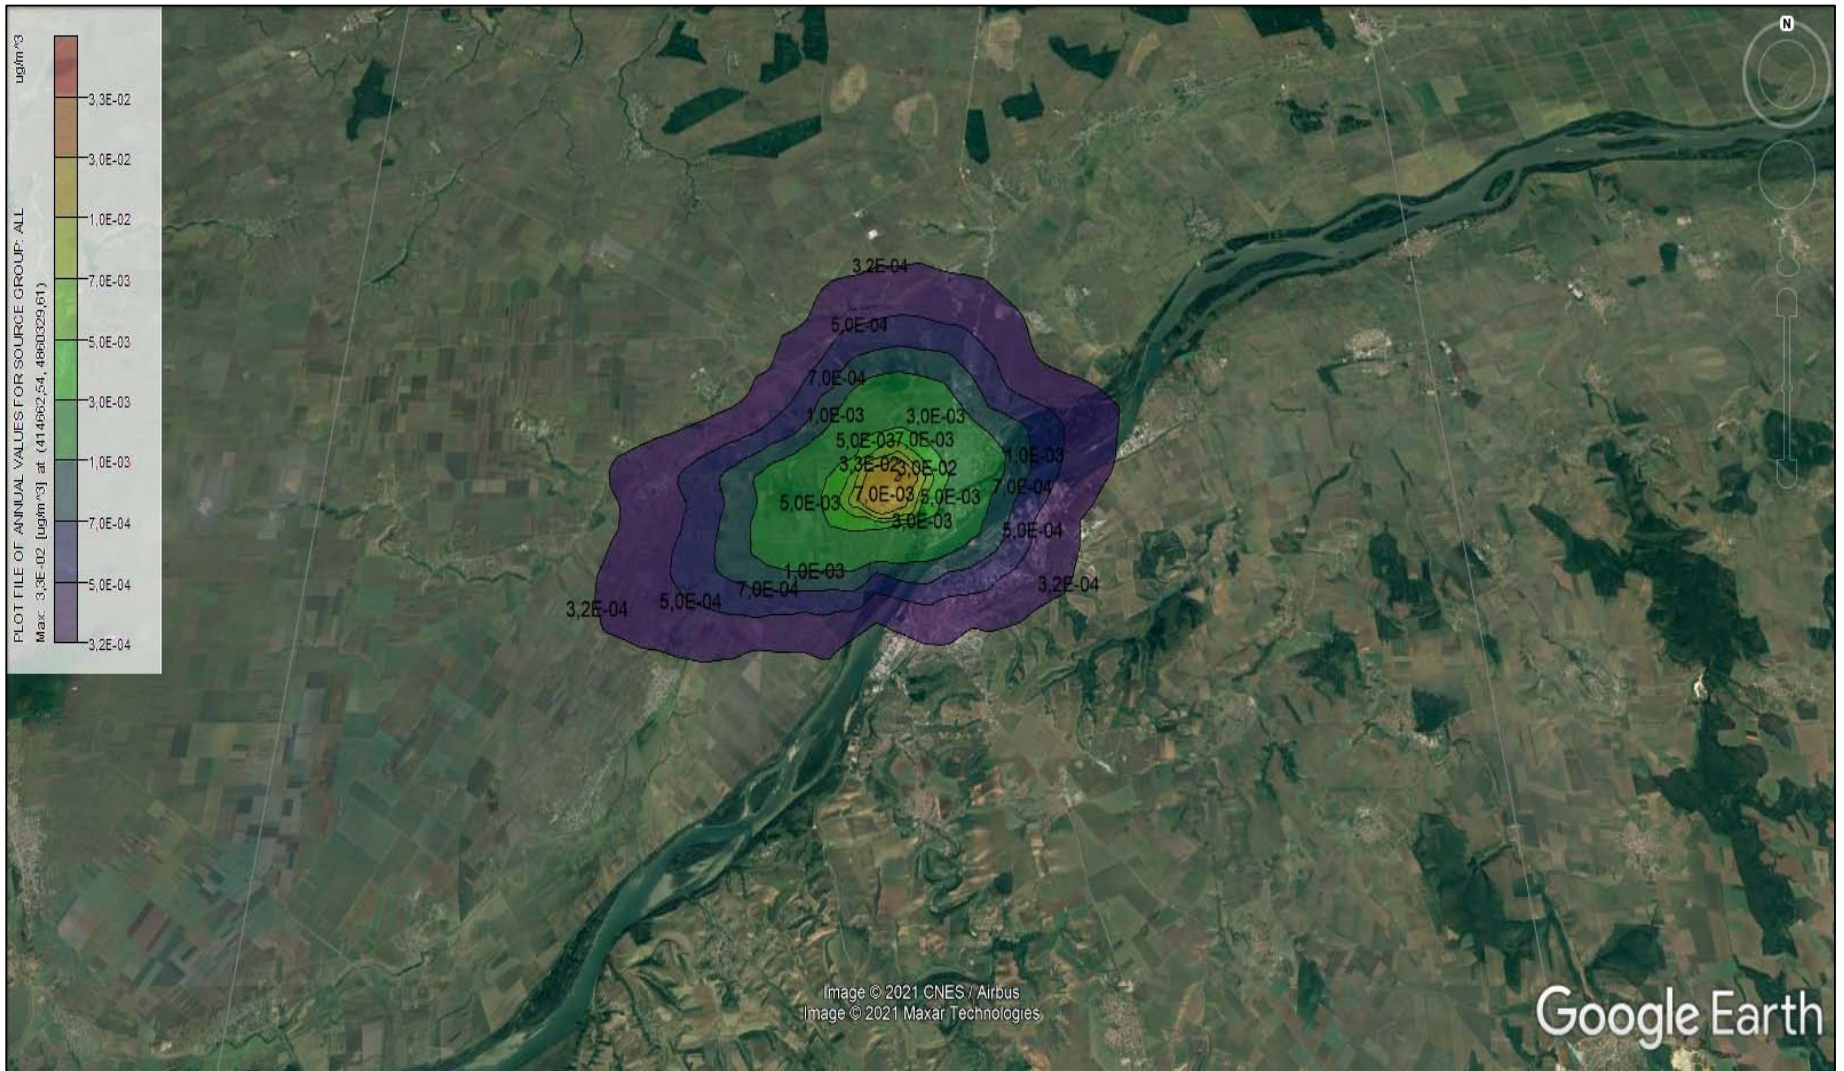 PLOT FILE OF ANNUAL VALUES FOR SOURCE GROUP: ALL
ug/m^3
Max: 3,3E-02 [ug/m^3] at (414662,54, 4860329,61)
3,3E-02
3,0E-02
1,0E-02
7,0E-03
5,0E-03
3,0E-03
1,0E-03
7,0E-04
5,0E-04
3,2E-04
N
3,2E-04
5,0E-04
7,0E-04
1,0E-03
3,0E-03
5,0E-03
7,0E-03
3,3E-02
3,0E-02
1,0E-03
7,0E-03
5,0E-03
7,0E-04
5,0E-03
3,0E-03
5,0E-04
1,0E-03
7,0E-04
3,2E-04
5,0E-04
3,2E-04
Image © 2021 CNES / Airbus
Image © 2021 Maxar Technologies
Google Earth